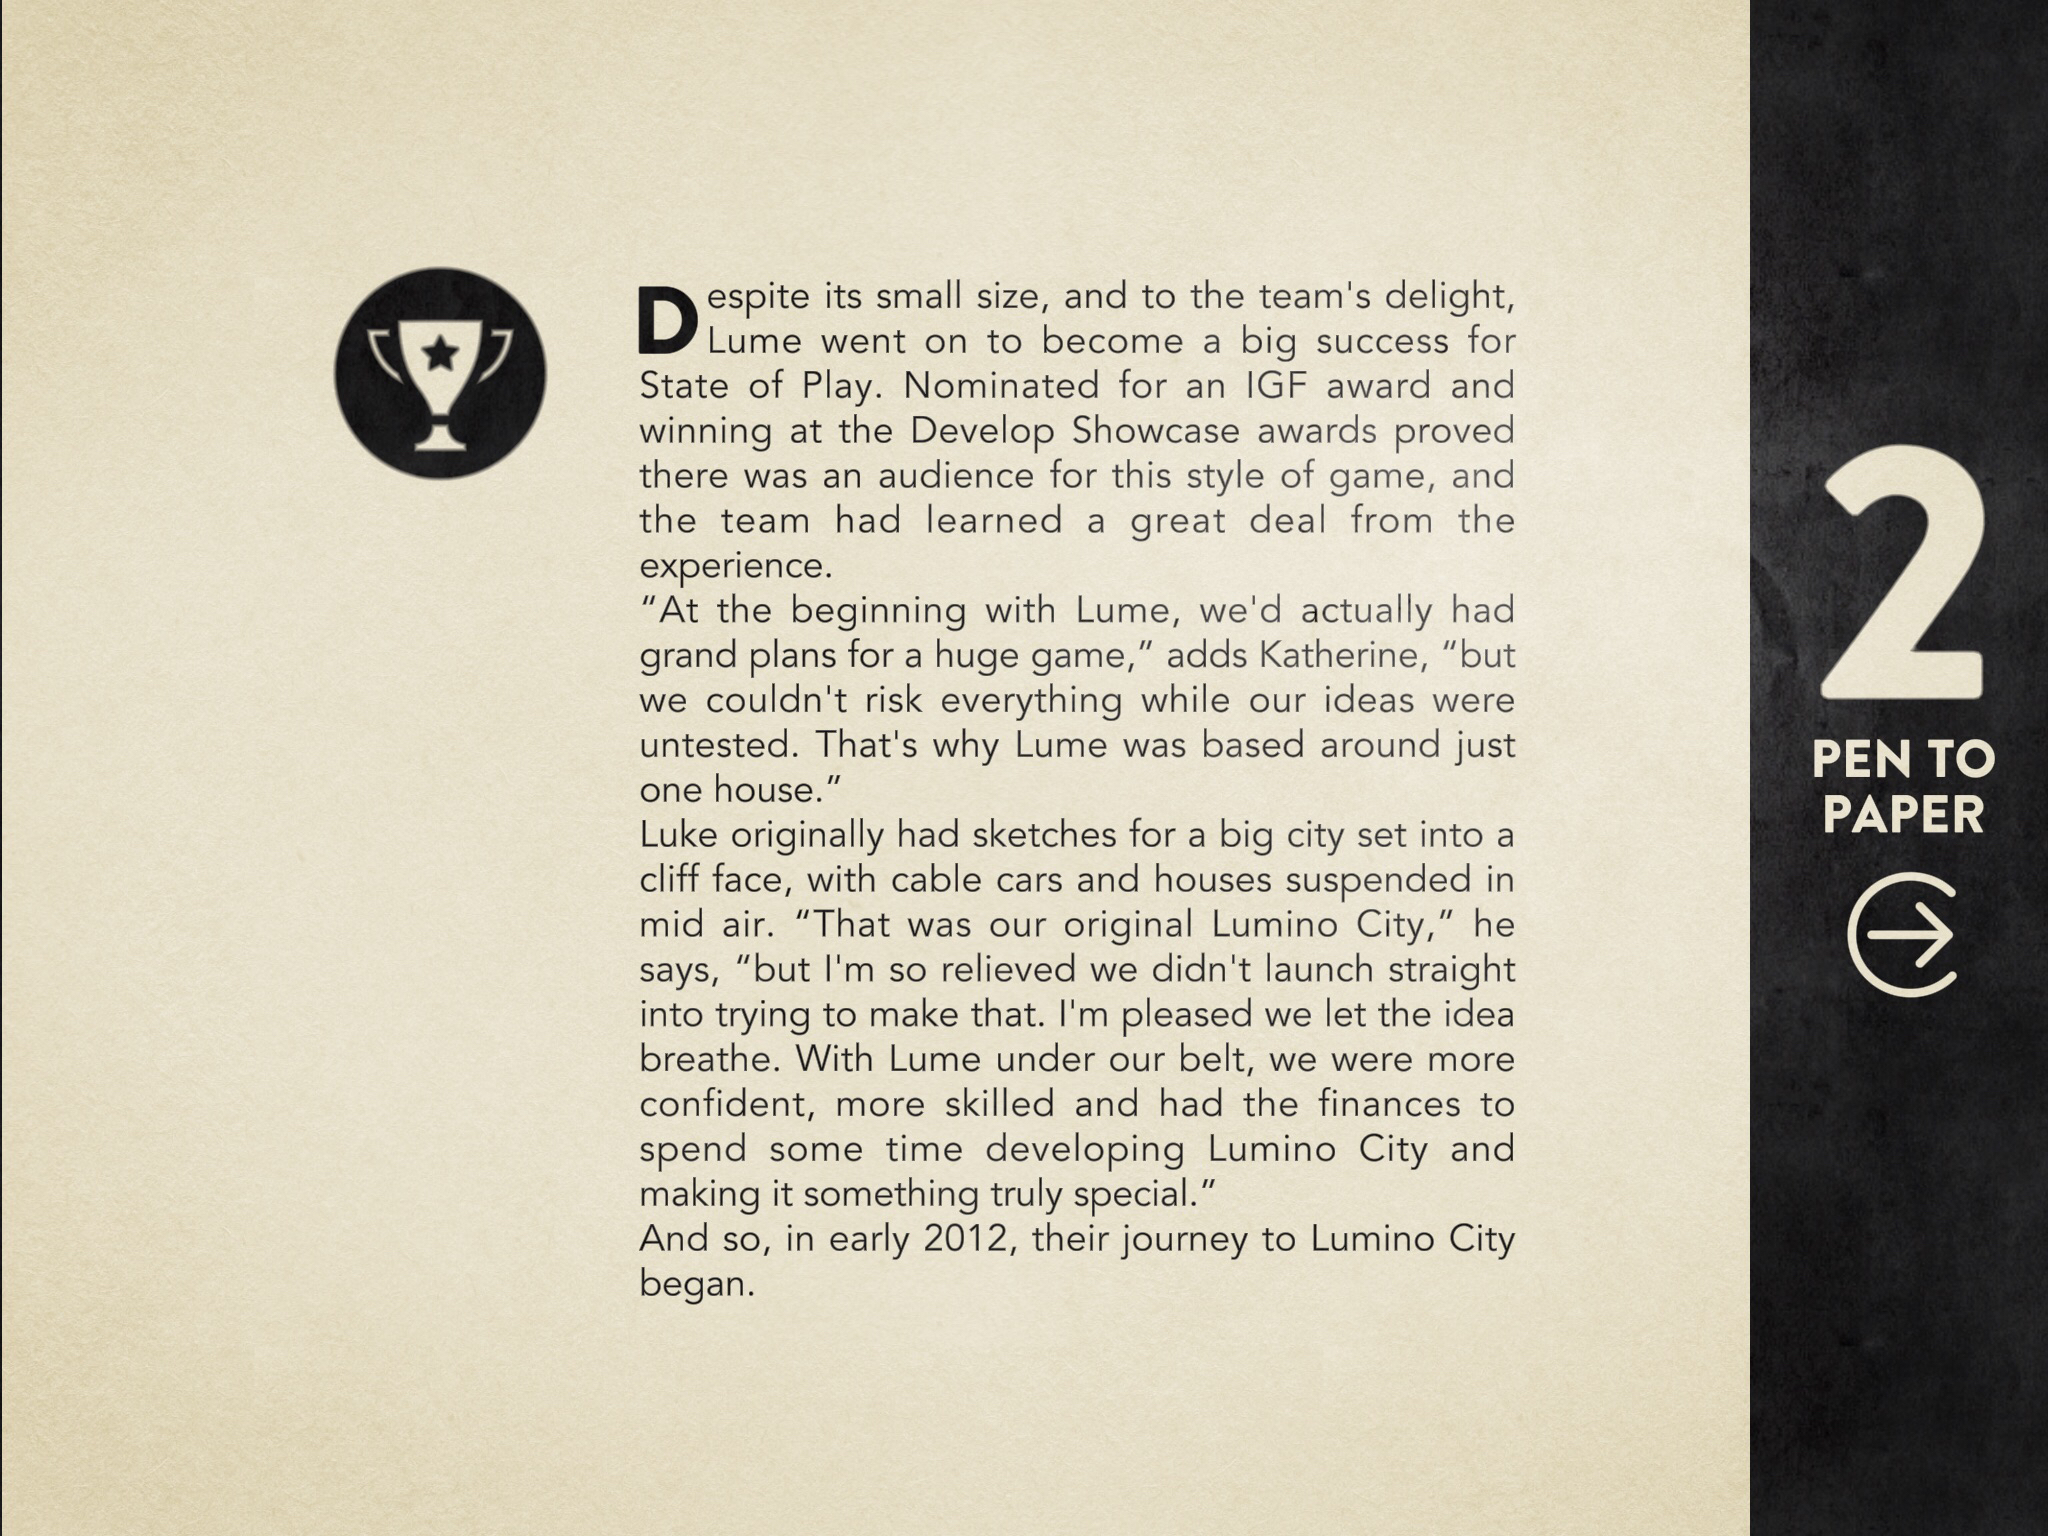 Despite its small size, and to the team's delight,
Lume went on to become a big success for
State of Play. Nominated for an IGF award and
winning at the Develop Showcase awards proved
there was an audience for this style of game, and
the team had learned a great deal from the
experience.
“At the beginning with Lume, we'd actually had
grand plans for a huge game,” adds Katherine, “but
we couldn't risk everything while our ideas were
untested. That's why Lume was based around just
one house.”
Luke originally had sketches for a big city set into a
cliff face, with cable cars and houses suspended in
mid air. “That was our original Lumino City,” he
says, “but I'm so relieved we didn't launch straight
into trying to make that. I'm pleased we let the idea
breathe. With Lume under our belt, we were more
confident, more skilled and had the finances to
spend some time developing Lumino City and
making it something truly special.”
And so, in early 2012, their journey to Lumino City
began.
2
PEN TO
PAPER